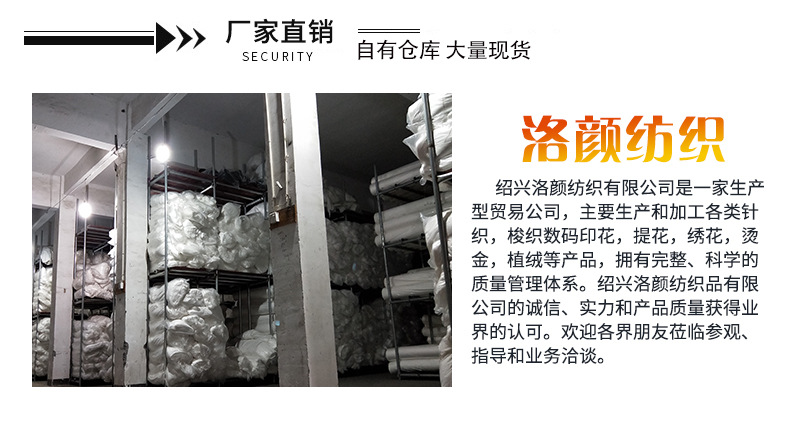 厂家直销
SECURITY
自有仓库 大量现货
洛颜纺织
绍兴洛颜纺织有限公司是一家生产
型贸易公司，主要生产和加工各类针
织，梭织数码印花，提花，绣花，烫
金，植绒等产品，拥有完整、科学的
质量管理体系。绍兴洛颜纺织品有限
公司的诚信、实力和产品质量获得业
界的认可。欢迎各界朋友莅临参观、
指导和业务洽谈。